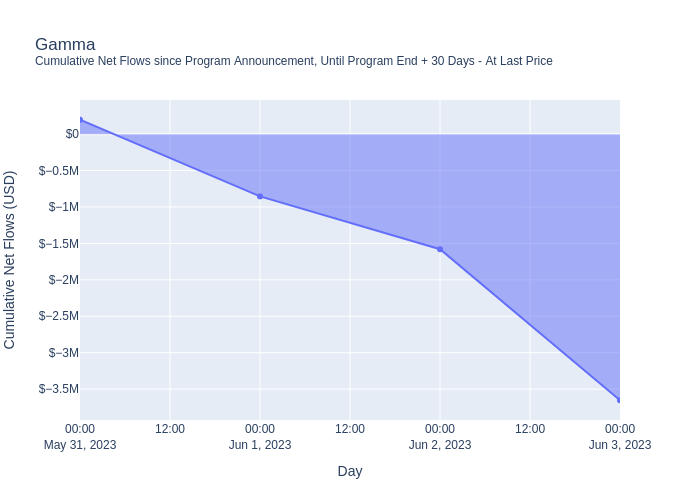 Gamma
Cumulative Net Flows since Program Announcement, Until Program End + 30 Days - At Last Price
Cumulative Net Flows (USD)
$0
$−0.5M
$−1M
$−1.5M
$−2M
$−2.5M
$−3M
$−3.5M
00:00 12:00 00:00 12:00 00:00 12:00 00:00
May 31, 2023 Jun 1, 2023 Jun 2, 2023 Jun 3, 2023
Day